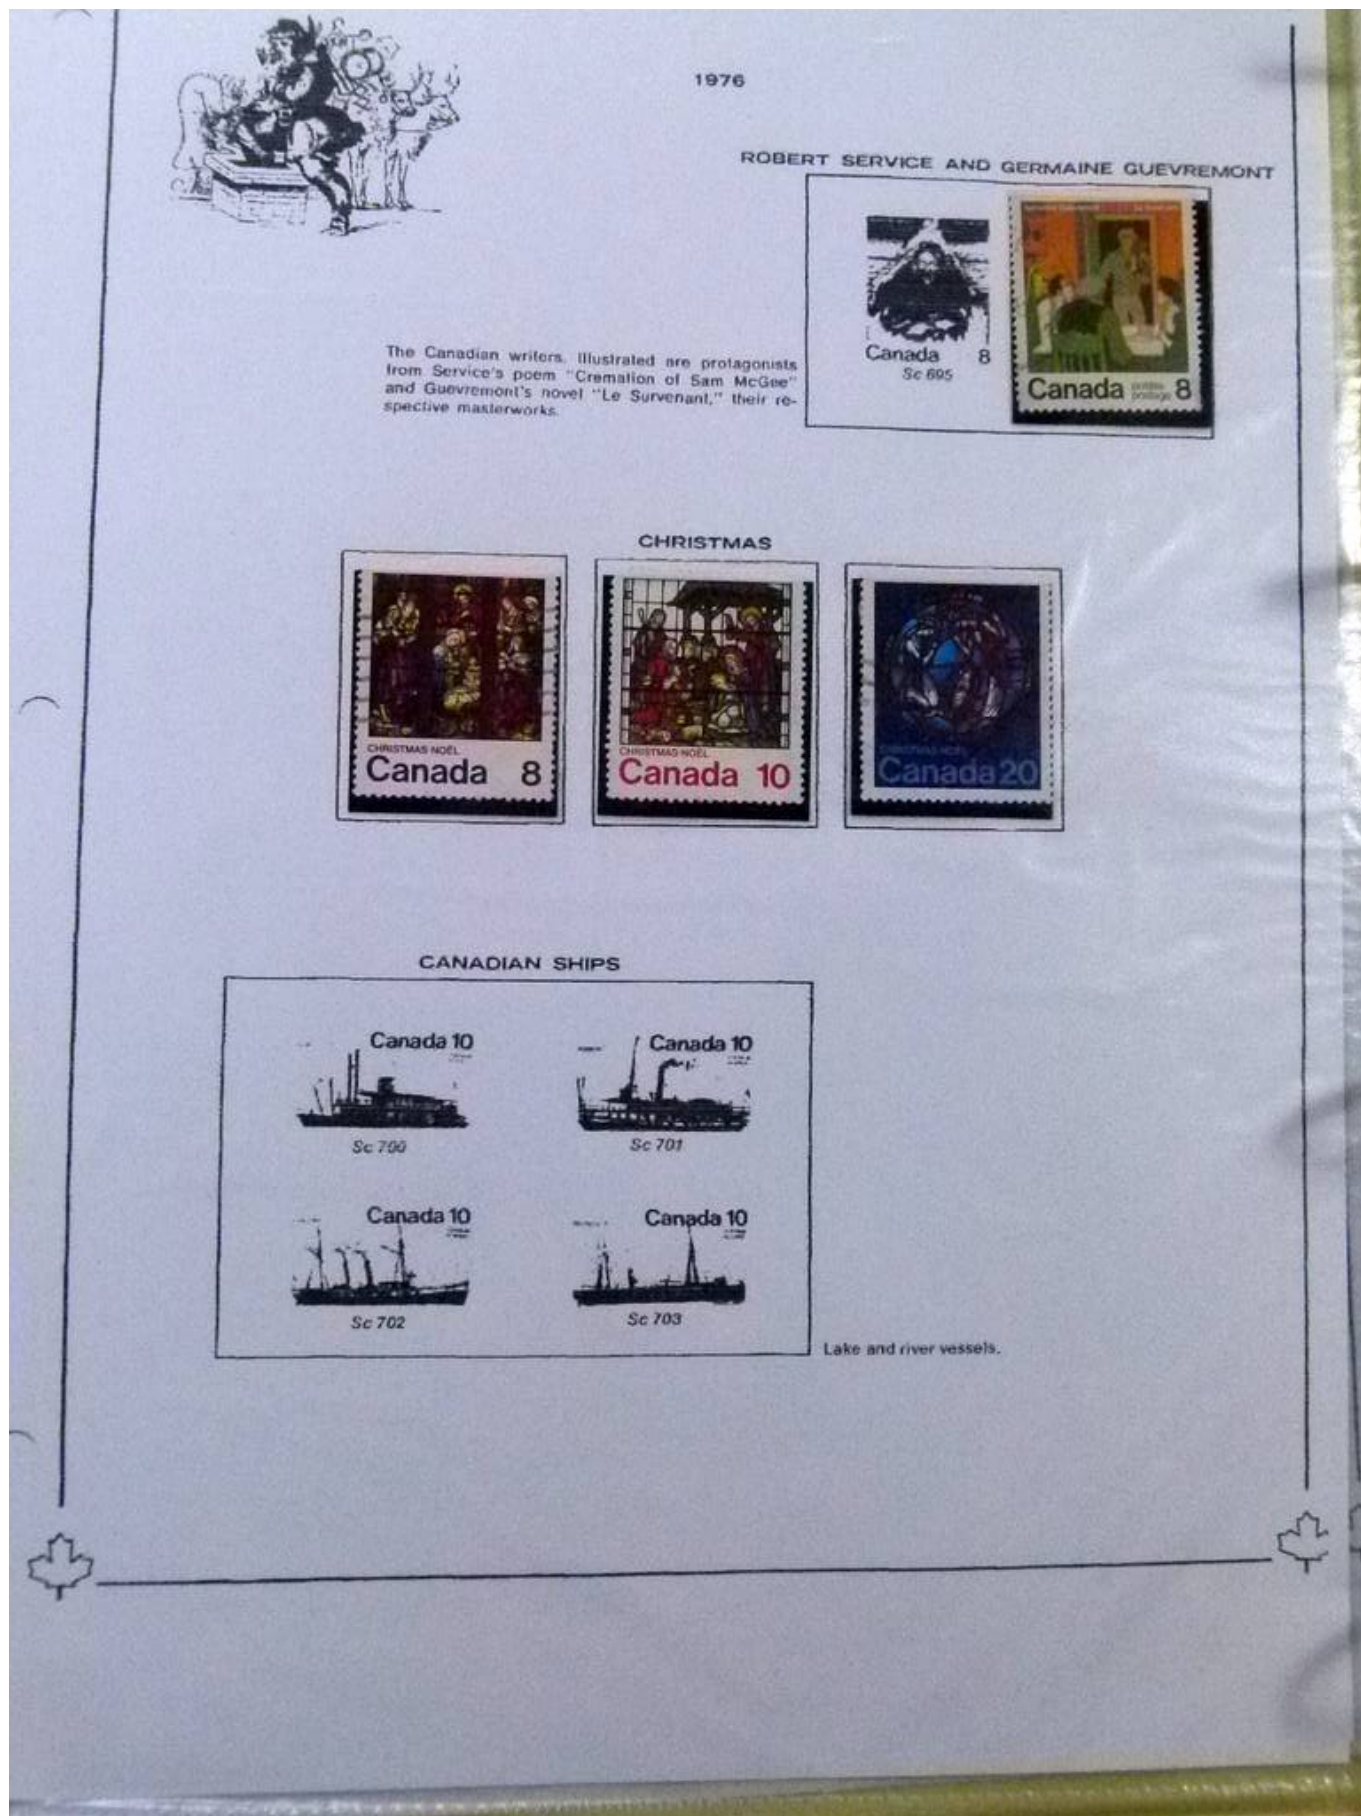 1976
ROBERT SERVICE AND GERMAINE GUEVREMONT
Canada 8
Sc 695
Canada postes postage 8
The Canadian writers. Illustrated are protagonists
from Service's poem "Cremation of Sam McGee"
and Guevremont's novel "Le Survenant," their re-
spective masterworks.
CHRISTMAS
CHRISTMAS NOËL
Canada 8
CHRISTMAS NOËL
Canada 10
CHRISTMAS NOËL
Canada 20
CANADIAN SHIPS
Canada 10
Sc 700
Canada 10
Sc 701
Canada 10
Sc 702
Canada 10
Sc 703
Lake and river vessels.